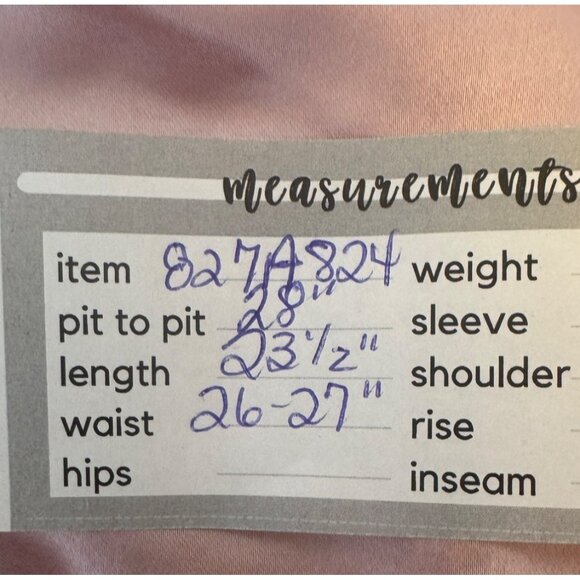 measurements
item 827A824 weight
pit to pit 28" sleeve
length 23 1/2" shoulder
waist 26-27" rise
hips inseam